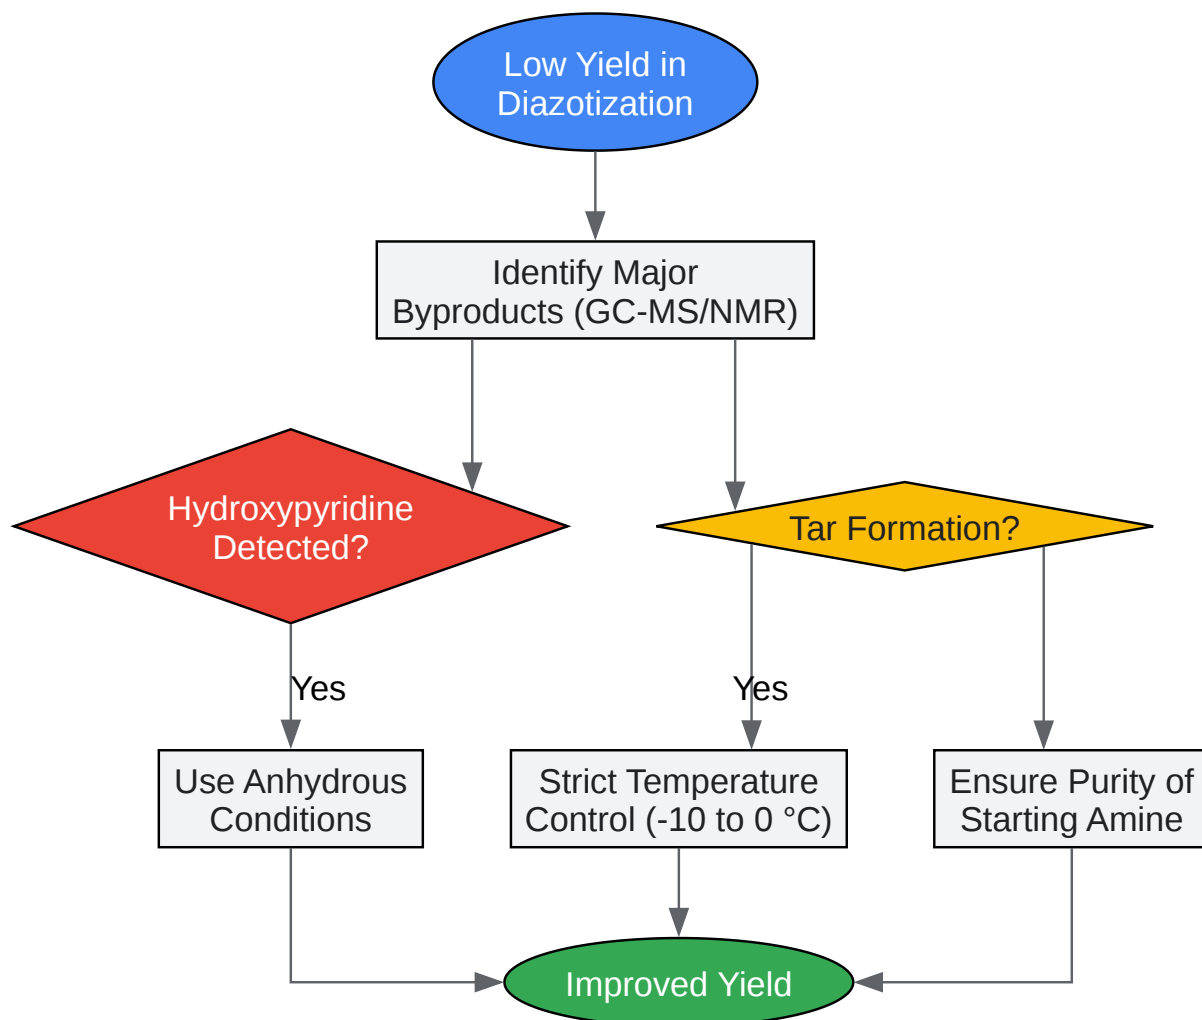 Low Yield in
Diazotization
Identify Major
Byproducts (GC-MS/NMR)
Hydroxypyridine
Detected?
Tar Formation?
Yes
Yes
Use Anhydrous
Conditions
Strict Temperature
Control (-10 to 0 °C)
Ensure Purity of
Starting Amine
Improved Yield